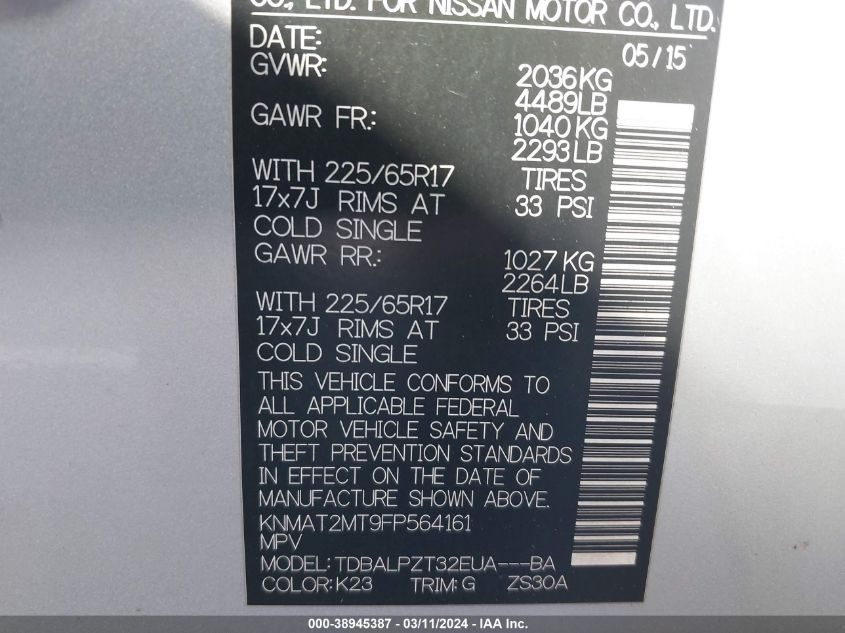 CO., LTD. FOR NISSAN MOTOR CO., LTD.
DATE: 05/15
GVWR: 2036KG
4489LB
GAWR FR: 1040KG
2293LB
WITH 225/65R17 TIRES
17x7J RIMS AT 33 PSI
COLD SINGLE
GAWR RR: 1027KG
2264LB
WITH 225/65R17 TIRES
17x7J RIMS AT 33 PSI
COLD SINGLE
THIS VEHICLE CONFORMS TO
ALL APPLICABLE FEDERAL
MOTOR VEHICLE SAFETY AND
THEFT PREVENTION STANDARDS
IN EFFECT ON THE DATE OF
MANUFACTURE SHOWN ABOVE.
KNMAT2MT9FP564161
MPV
MODEL:TDBALPZT32EUA---BA
COLOR:K23 TRIM:G ZS30A
000-38945387 - 03/11/2024 - IAAI Inc.